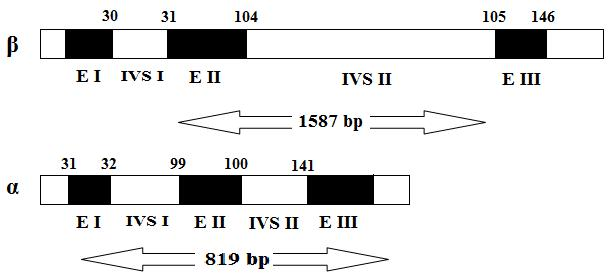 30 31 104 105 146
β
E I IVS I E II IVS II E III
1587 bp
31 32 99 100 141
α
E I IVS I E II IVS II E III
819 bp